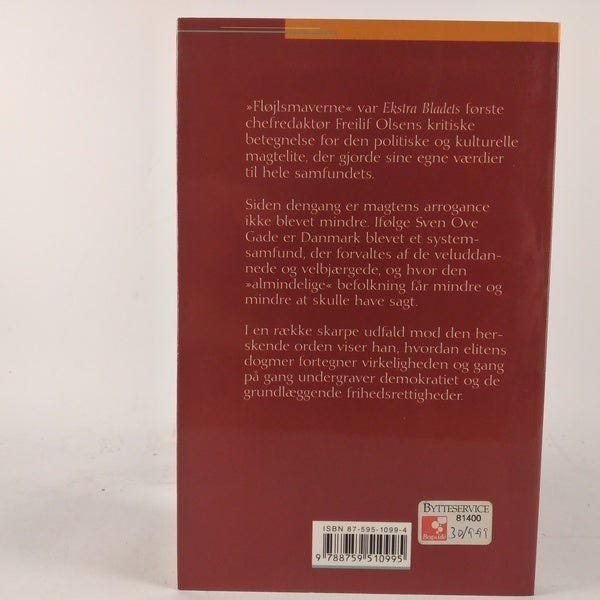 »Fløjlsmaverne« var Ekstra Bladets første
chefredaktør Freilif Olsens kritiske
betegnelse for den politiske og kulturelle
magtelite, der gjorde sine egne værdier
til hele samfundets.
Siden dengang er magtens arrogance
ikke blevet mindre. Ifølge Sven Ove
Gade er Danmark blevet et system-
samfund, der forvaltes af de veluddan-
nede og velbjærgede, og hvor den
»almindelige« befolkning får mindre og
mindre at skulle have sagt.
I en række skarpe udfald mod den her-
skende orden viser han, hvordan elitens
dogmer fortegner virkeligheden og gang
på gang undergraver demokratiet og de
grundlæggende frihedsrettigheder.
ISBN 87-595-1099-4
9 788759 510995
BYTTESERVICE
81400
Bog&idé
30/9.99